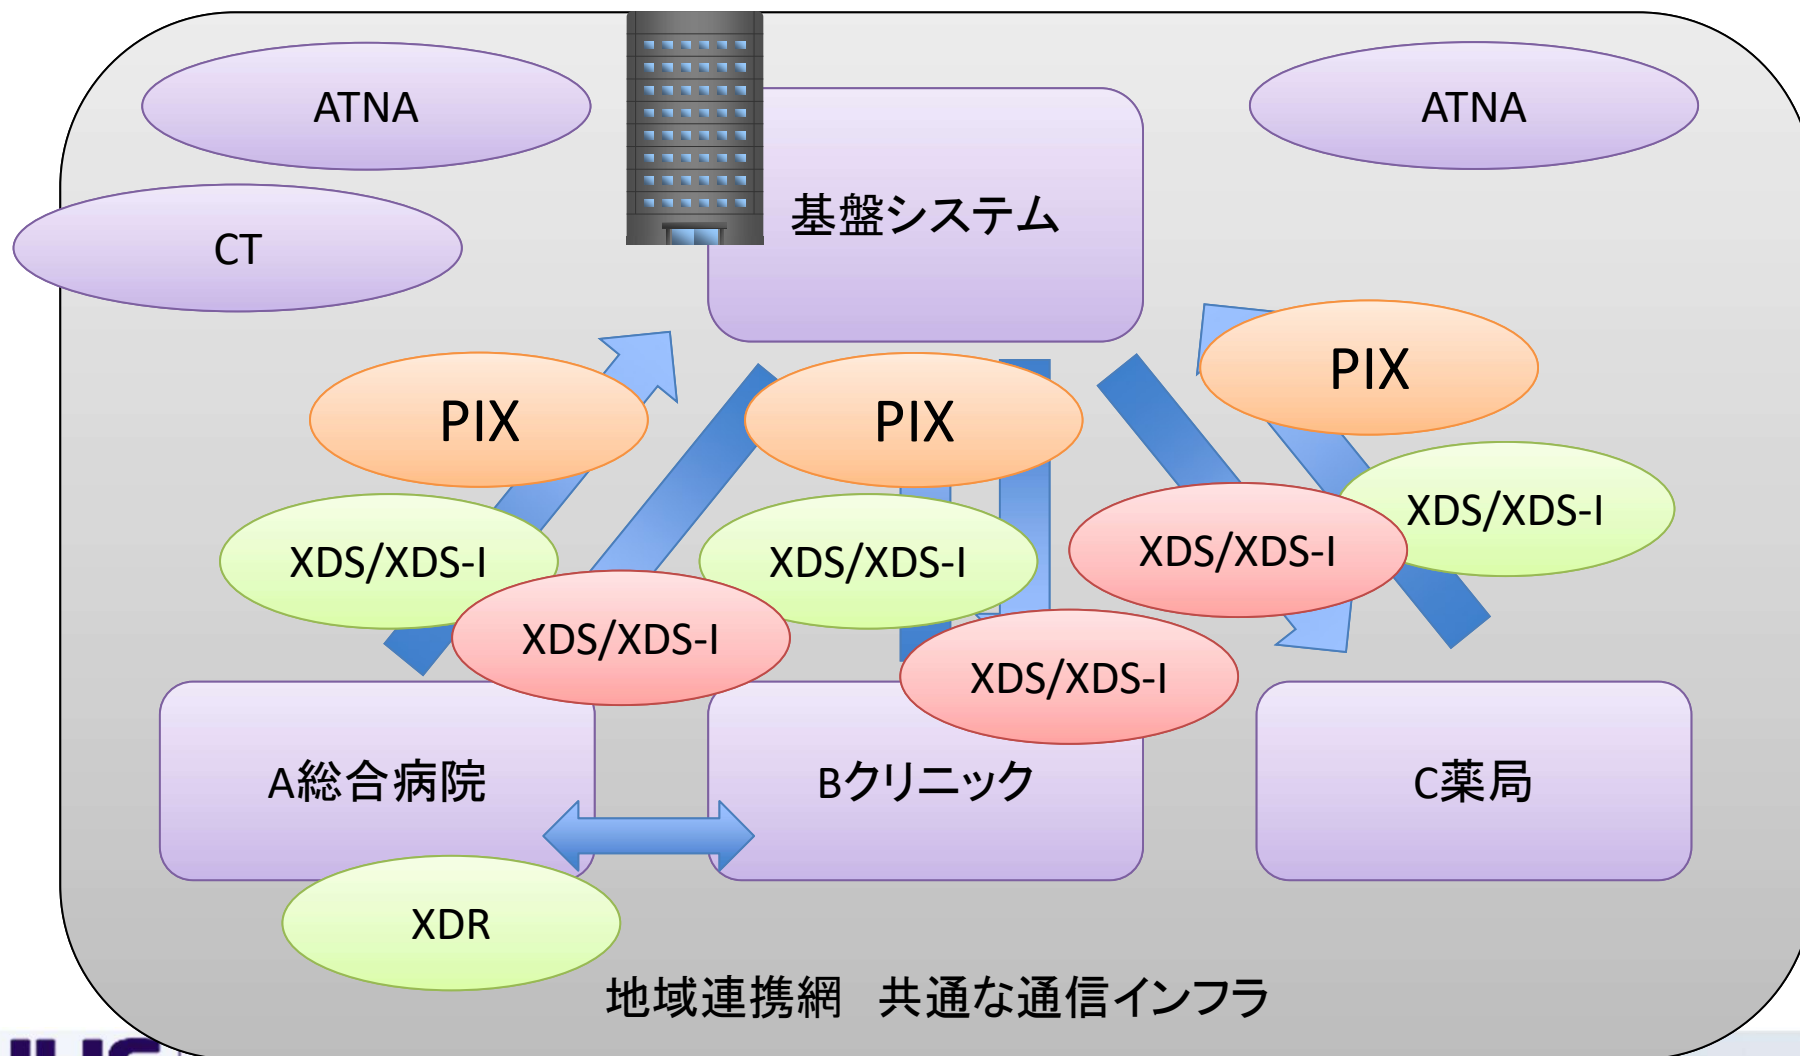 ATNA
ATNA
基盤システム
CT
PIX
PIX
PIX
XDS/XDS-I
XDS/XDS-I
XDS/XDS-I
XDS/XDS-I
XDS/XDS-I
XDS/XDS-I
A総合病院
Bクリニック
C薬局
XDR
地域連携網　共通な通信インフラ